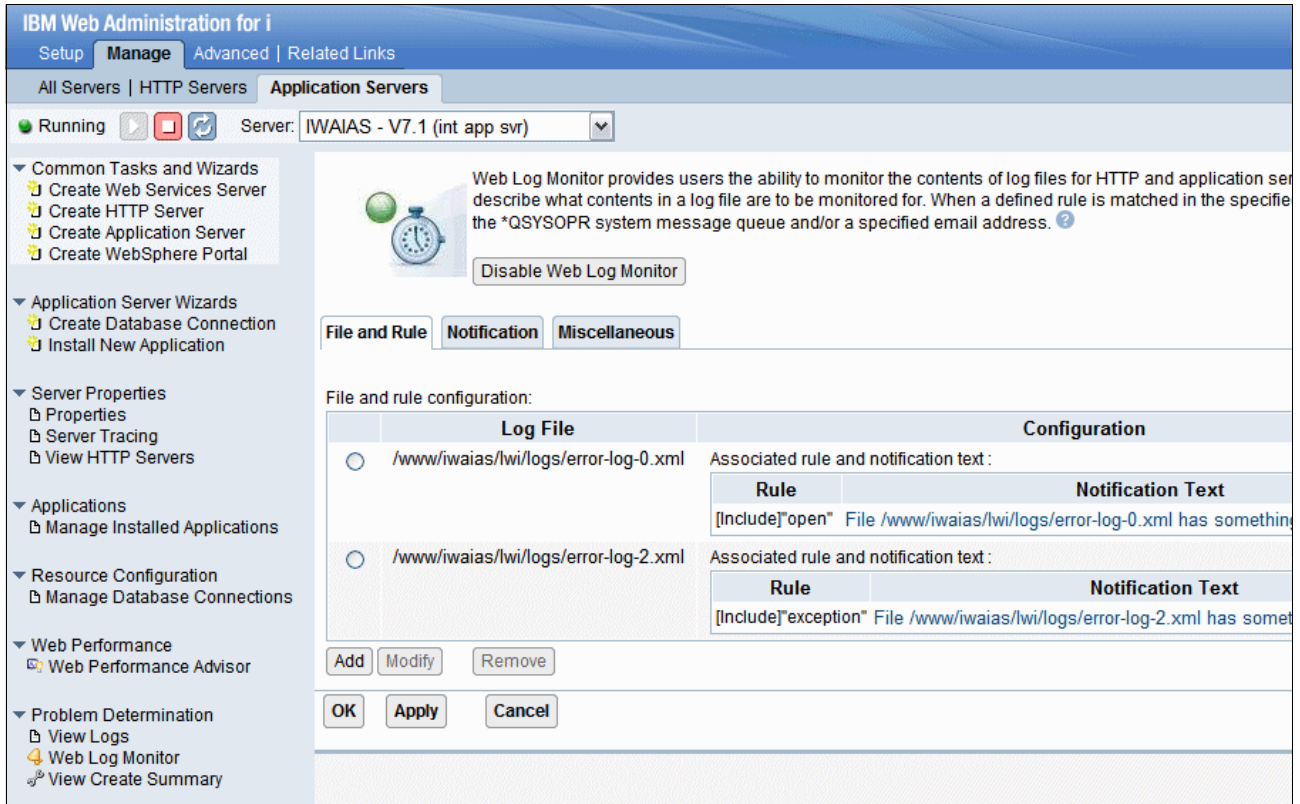 IBM Web Administration for i
Setup Manage Advanced | Related Links
All Servers | HTTP Servers Application Servers
Running Server: IWAIAS - V7.1 (int app svr)
Common Tasks and Wizards
Create Web Services Server
Create HTTP Server
Create Application Server
Create WebSphere Portal
Application Server Wizards
Create Database Connection
Install New Application
Server Properties
Properties
Server Tracing
View HTTP Servers
Applications
Manage Installed Applications
Resource Configuration
Manage Database Connections
Web Performance
Web Performance Advisor
Problem Determination
View Logs
Web Log Monitor
View Create Summary
Web Log Monitor provides users the ability to monitor the contents of log files for HTTP and application ser
describe what contents in a log file are to be monitored for. When a defined rule is matched in the specifie
the *QSYSOPR system message queue and/or a specified email address. ?
Disable Web Log Monitor
File and Rule Notification Miscellaneous
File and rule configuration:
Log File Configuration
/www/iwaias/lwi/logs/error-log-0.xml Associated rule and notification text :
Rule Notification Text
[Include]"open" File /www/iwaias/lwi/logs/error-log-0.xml has something
/www/iwaias/lwi/logs/error-log-2.xml Associated rule and notification text :
Rule Notification Text
[Include]"exception" File /www/iwaias/lwi/logs/error-log-2.xml has somet
Add Modify Remove
OK Apply Cancel